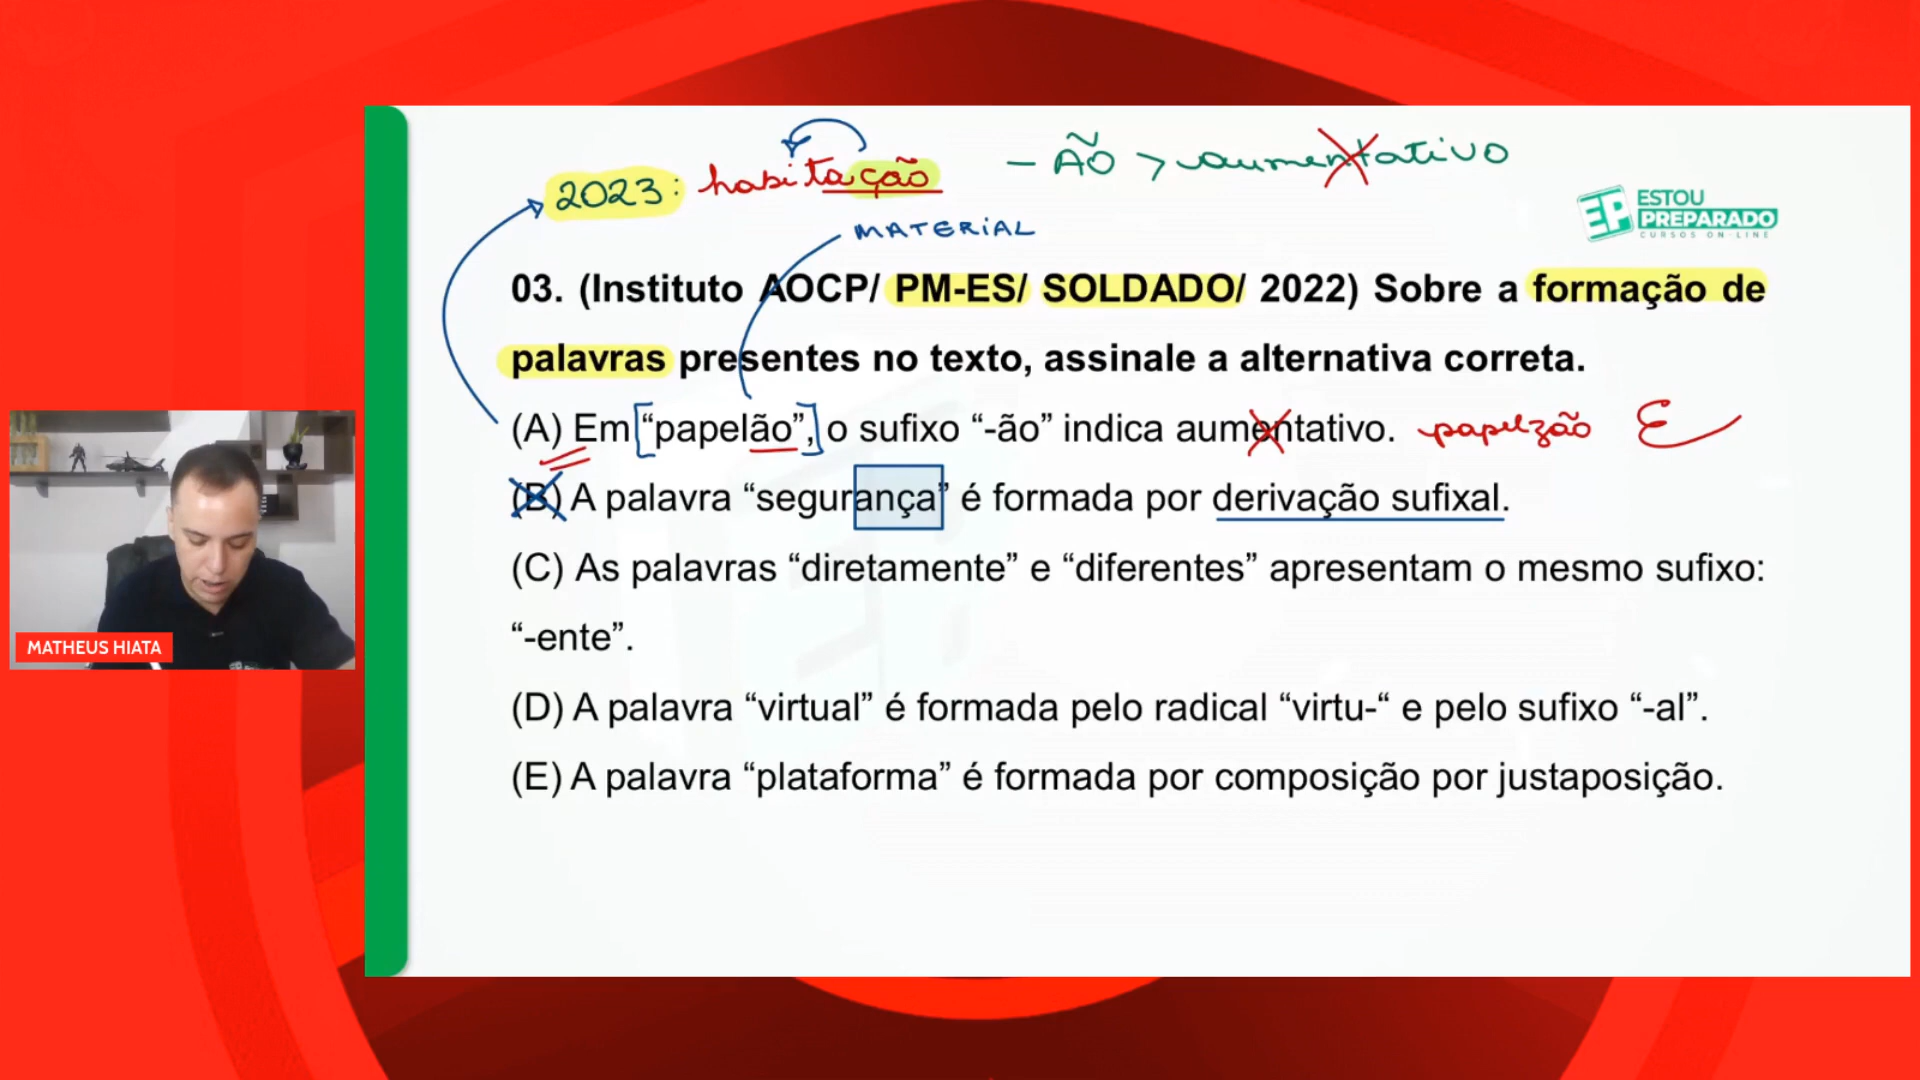 2023: habitação - ÃO > aumentativo
MATERIAL
ESTOU
PREPARADO
CURSOS ON-LINE
03. (Instituto AOCP/ PM-ES/ SOLDADO/ 2022) Sobre a formação de
palavras presentes no texto, assinale a alternativa correta.
(A) Em “papelão”, o sufixo “-ão” indica aumentativo. papelzão E
(B) A palavra “segurança” é formada por derivação sufixal.
(C) As palavras “diretamente” e “diferentes” apresentam o mesmo sufixo:
“-ente”.
(D) A palavra “virtual” é formada pelo radical “virtu-“ e pelo sufixo “-al”.
(E) A palavra “plataforma” é formada por composição por justaposição.
MATHEUS HIATA